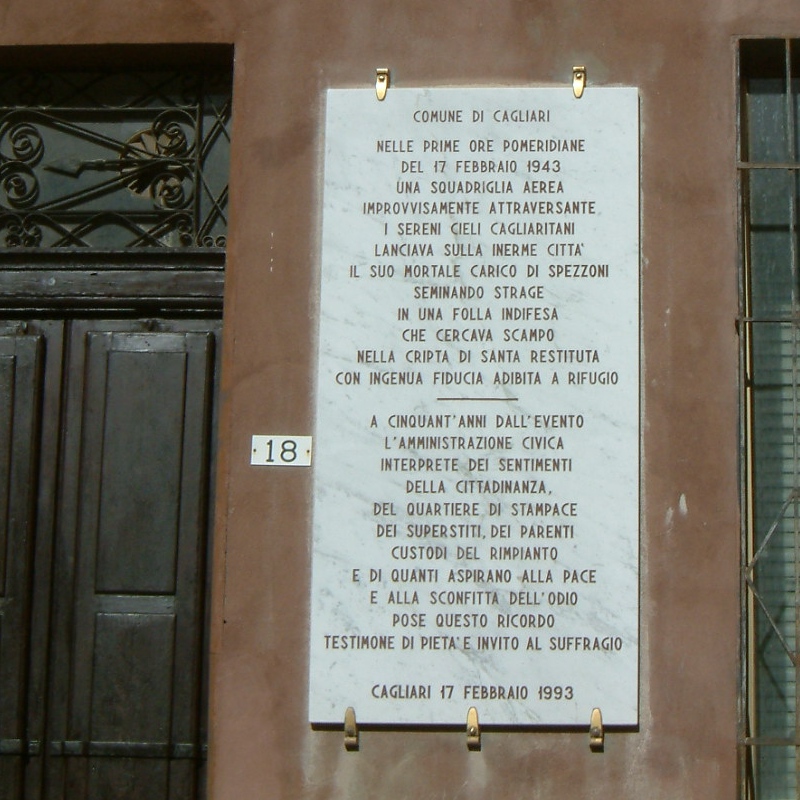 COMUNE DI CAGLIARI
NELLE PRIME ORE POMERIDIANE
DEL 17 FEBBRAIO 1943
UNA SQUADRIGLIA AEREA
IMPROVVISAMENTE ATTRAVERSANTE
I SERENI CIELI CAGLIARITANI
LANCIAVA SULLA INERME CITTA'
IL SUO MORTALE CARICO DI SPEZZONI
SEMINANDO STRAGE
IN UNA FOLLA INDIFESA
CHE CERCAVA SCAMPO
NELLA CRIPTA DI SANTA RESTITUTA
CON INGENUA FIDUCIA ADIBITA A RIFUGIO
A CINQUANT'ANNI DALL'EVENTO
L'AMMINISTRAZIONE CIVICA
INTERPRETE DEI SENTIMENTI
DELLA CITTADINANZA,
DEL QUARTIERE DI STAMPACE
DEI SUPERSTITI, DEI PARENTI
CUSTODI DEL RIMPIANTO
E DI QUANTI ASPIRANO ALLA PACE
E ALLA SCONFITTA DELL'ODIO
POSE QUESTO RICORDO
TESTIMONE DI PIETA' E INVITO AL SUFFRAGIO
CAGLIARI 17 FEBBRAIO 1993
18